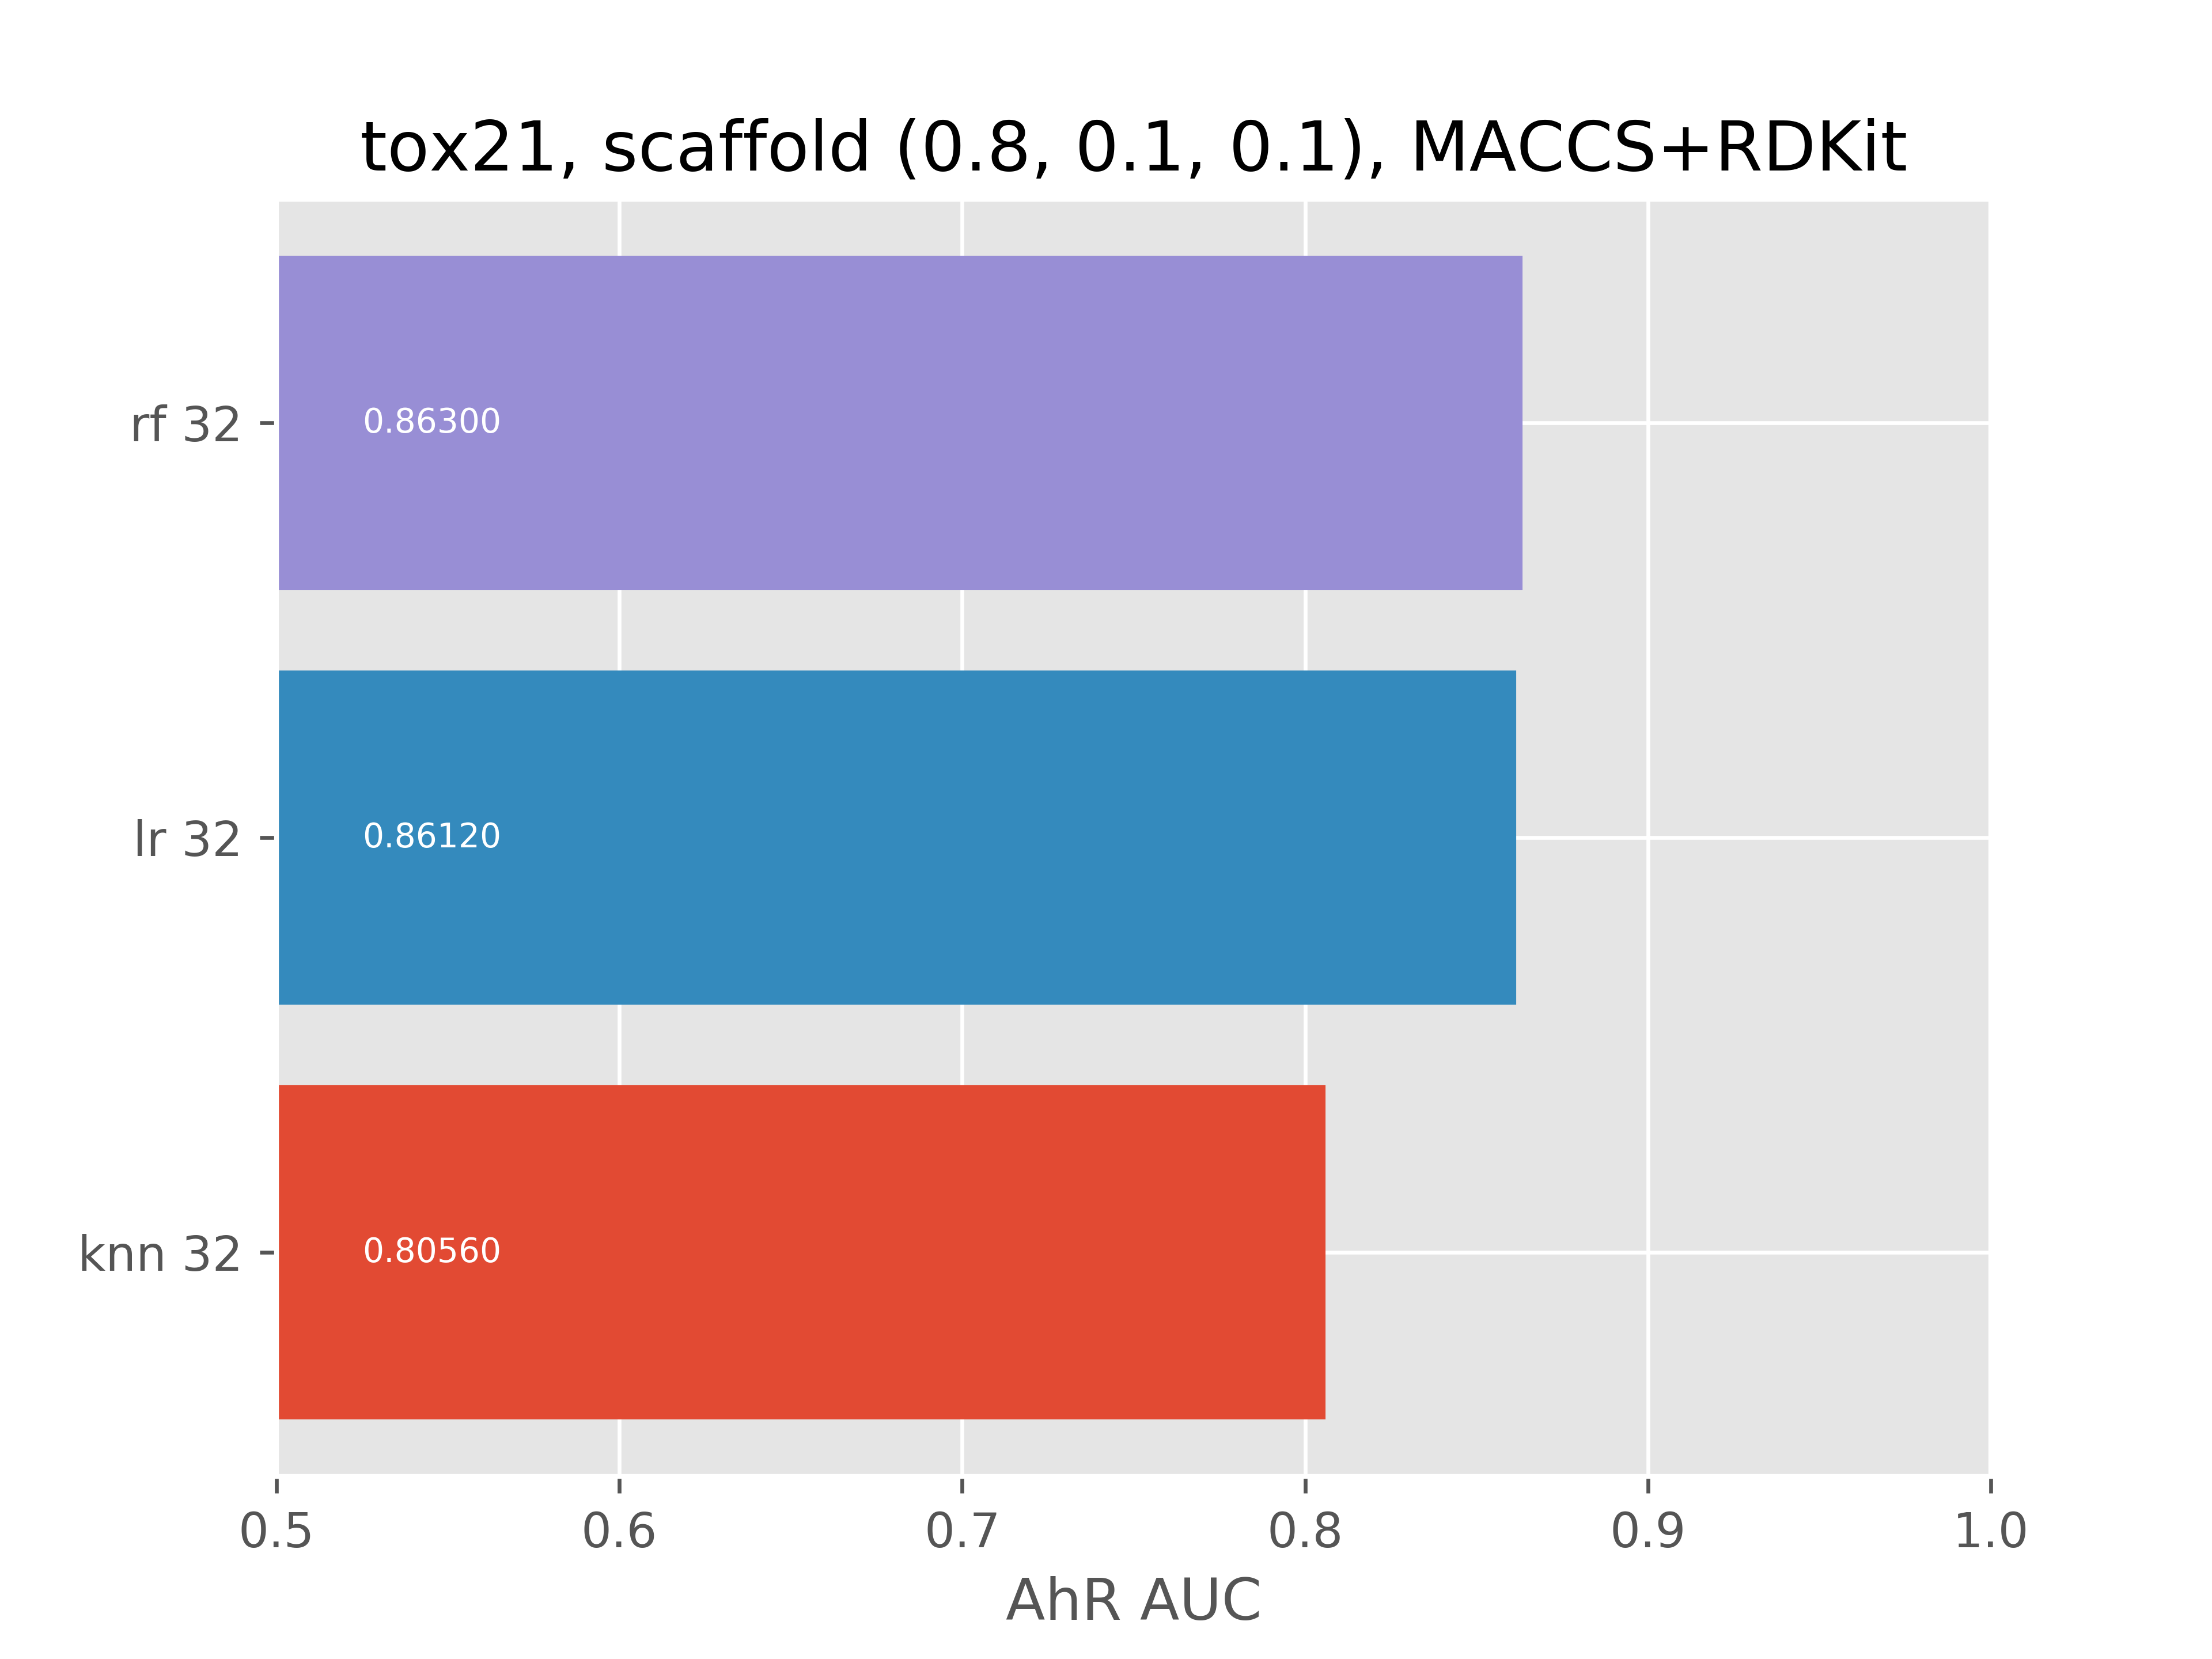 tox21, scaffold (0.8, 0.1, 0.1), MACCS+RDKit
rf 32
0.86300
lr 32
0.86120
knn 32
0.80560
0.5 0.6 0.7 0.8 0.9 1.0
AhR AUC